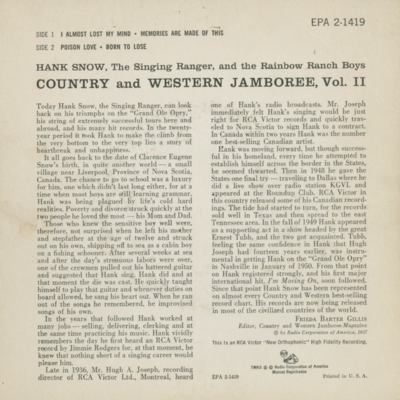 EPA 2-1419
SIDE 1 I ALMOST LOST MY MIND • MEMORIES ARE MADE OF THIS
SIDE 2 POISON LOVE • BORN TO LOSE
HANK SNOW, The Singing Ranger, and the Rainbow Ranch Boys
COUNTRY and WESTERN JAMBOREE, Vol. II
Today Hank Snow, the Singing Ranger, can look
back on his triumphs on the "Grand Ole Opry,"
his string of extremely successful tours here and
abroad, and his many hit records. In the twenty-
year period it took Hank to make the climb from
the very bottom to the very top lies a story of
heartbreak and unhappiness.
It all goes back to the date of Clarence Eugene
Snow's birth, in quite another world — a small
village near Liverpool, Province of Nova Scotia,
Canada. The chance to go to school was a luxury
for him, one which didn't last long either, for at a
time when most boys are still learning grammar,
Hank was being plagued by life's cold hard
realities. Poverty and divorce struck quickly at the
two people he loved the most — his Mom and Dad.
Those who knew the sensitive boy well were,
therefore, not surprised when he left his mother
and stepfather at the age of twelve and struck
out on his own, shipping off to sea as a cabin boy
on a fishing schooner. After several weeks at sea
and after the day's strenuous labors were over,
one of the crewmen pulled out his battered guitar
and suggested that Hank sing. Hank did and at
that moment the die was cast. He quickly taught
himself to play that guitar and whenever duties on
board allowed, he sang his heart out. When he ran
out of the songs he remembered, he improvised
songs of his own.
In the years that followed Hank worked at
many jobs — selling, delivering, clerking and at
the same time practicing his music. Hank vividly
remembers the day he first heard an RCA Victor
record by Jimmie Rodgers for, at that moment, he
knew that nothing short of a singing career would
please him.
Late in 1936, Mr. Hugh A. Joseph, recording
director of RCA Victor Ltd., Montreal, heard
one of Hank's radio broadcasts. Mr. Joseph
immediately felt Hank's singing would be just
right for RCA Victor records and quickly trav-
eled to Nova Scotia to sign Hank to a contract.
In Canada within two years Hank was the number
one best-selling Canadian artist.
Hank was moving forward, but though success-
ful in his homeland, every time he attempted to
establish himself across the border in the States,
he seemed thwarted. Then in 1948 he gave the
States one final try — traveling to Dallas where he
did a live show over radio station KGVL and
appeared at the Roundup Club. RCA Victor in
this country released some of his Canadian record-
ings. The tide had started to turn, for the records
sold well in Texas and then spread to the east
Tennessee area. In the fall of 1949 Hank appeared
as a supporting act in a show headed by the great
Ernest Tubb, and the two got acquainted. Tubb,
feeling the same confidence in Hank that Hugh
Joseph had fourteen years earlier, was instru-
mental in getting Hank on the "Grand Ole Opry"
in Nashville in January of 1950. From that point
on Hank registered strongly, and his first major
international hit, I'm Moving On, soon followed.
Since that point Hank Snow has been represented
on almost every Country and Western best-selling
record chart. His records are now being released
in most of the civilized countries of the world.
FREEDA BARTER GILLIS
Editor, Country and Western Jamboree-Magazine
© by Radio Corporation of America, 1957
This is an RCA Victor "New Orthophonic" High Fidelity Recording.
EPA 2-1419
TMK® © Radio Corporation of America
Marcas Registradas
Printed in U. S. A.